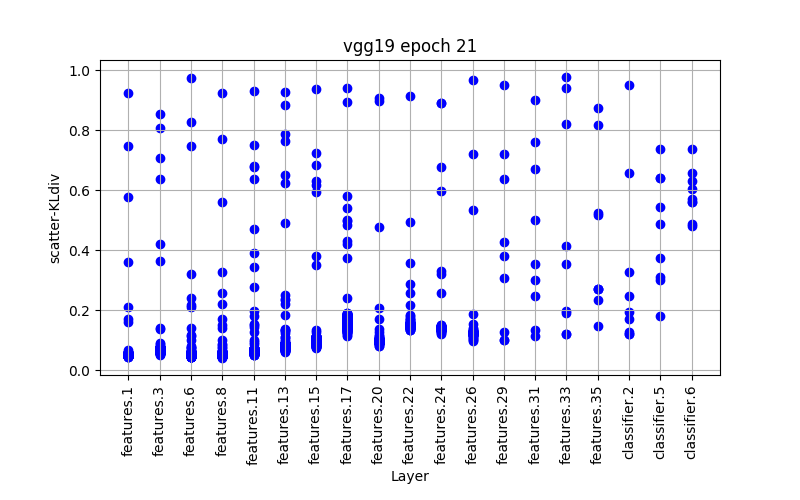 vgg19 epoch 21
scatter-KLdiv
1.0
0.8
0.6
0.4
0.2
0.0
features.1
features.3
features.6
features.8
features.11
features.13
features.15
features.17
features.20
features.22
features.24
features.26
features.29
features.31
features.33
features.35
classifier.2
classifier.5
classifier.6
Layer